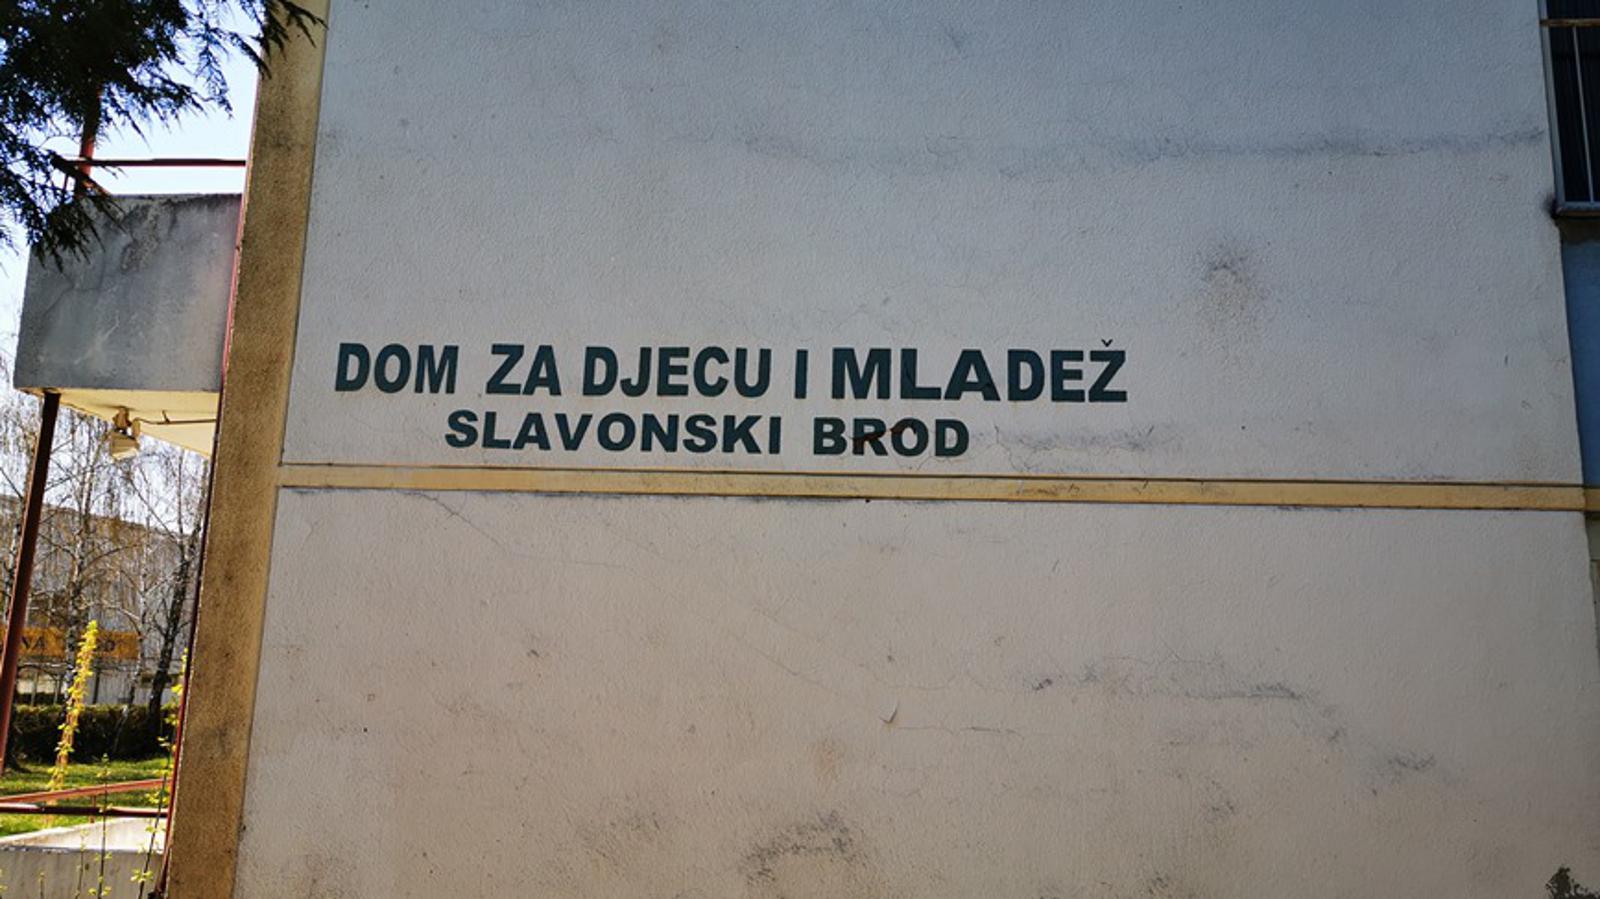 DOM ZA DJECU I MLADEŽ
SLAVONSKI BROD